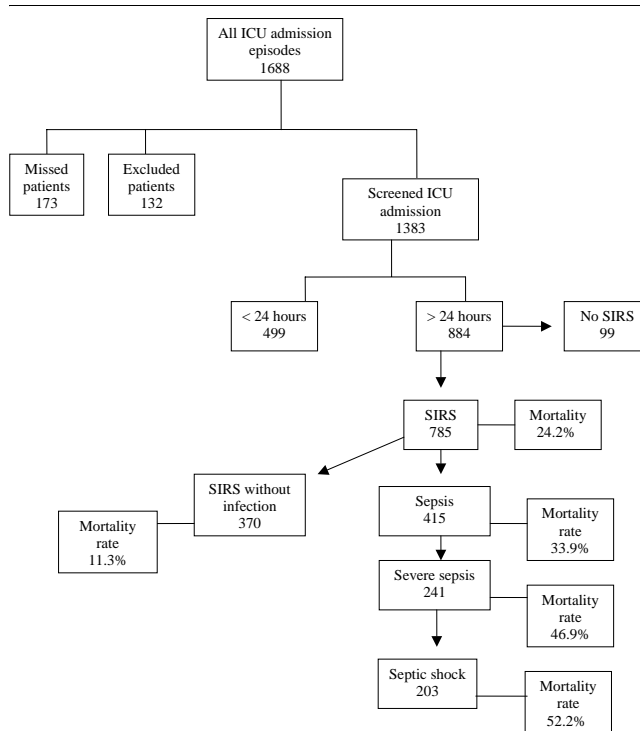 All ICU admission
episodes
1688
Missed
patients
173
Excluded
patients
132
Screened ICU
admission
1383
< 24 hours
499
> 24 hours
884
No SIRS
99
SIRS
785
Mortality
24.2%
SIRS without
infection
370
Mortality
rate
11.3%
Sepsis
415
Mortality
rate
33.9%
Severe sepsis
241
Mortality
rate
46.9%
Septic shock
203
Mortality
rate
52.2%